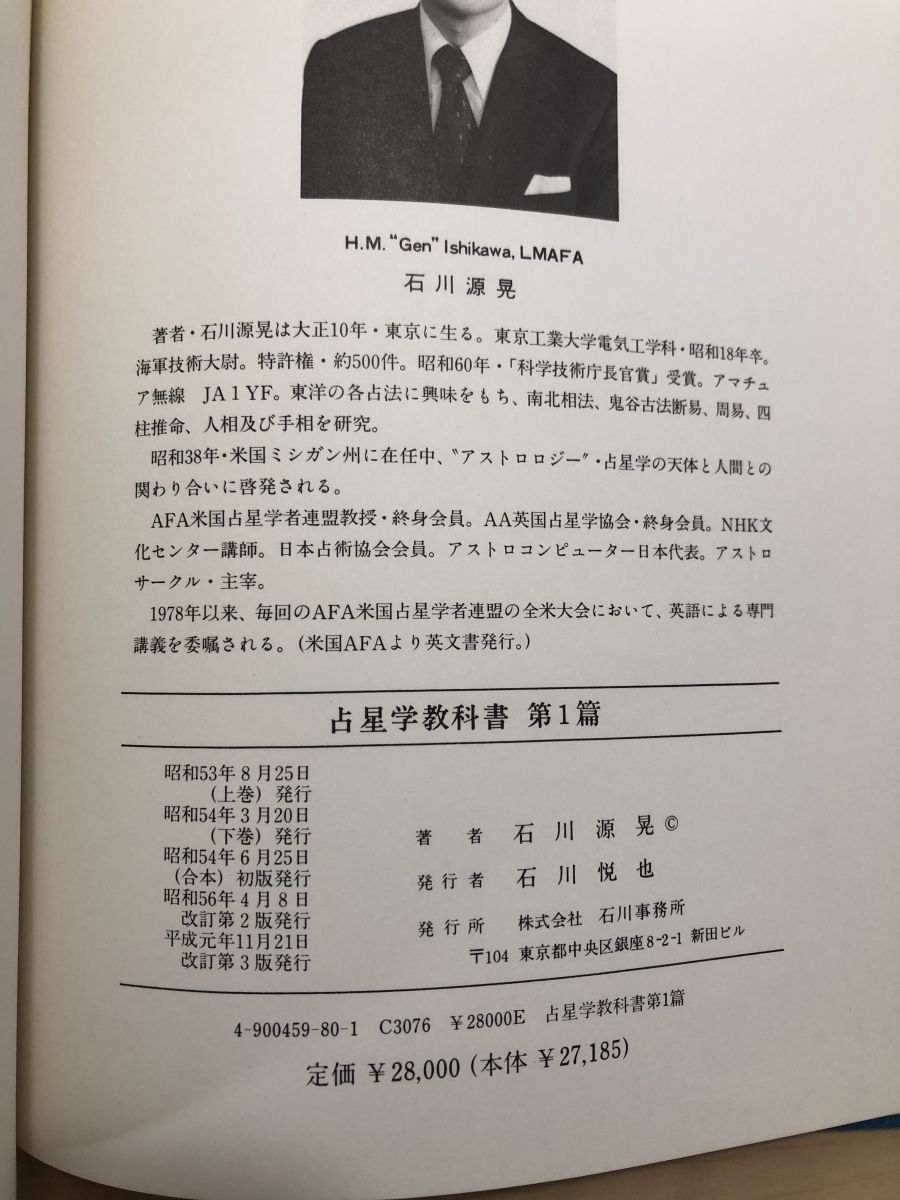 H.M. “Gen” Ishikawa, LMAFA
石川源晃
著者・石川源晃は大正10年・東京に生る。東京工業大学電気工学科・昭和18年卒。
海軍技術大尉。特許権・約500件。昭和60年・「科学技術庁長官賞」受賞。アマチュ
ア無線 JA1YF。東洋の各占法に興味をもち、南北相法、鬼谷古法断易、周易、四
柱推命、人相及び手相を研究。
昭和38年・米国ミシガン州に在任中、〝アストロロジー〞・占星学の天体と人間との
関わり合いに啓発される。
AFA米国占星学者連盟教授・終身会員。AA英国占星学協会・終身会員。NHK文
化センター講師。日本占術協会会員。アストロコンピューター日本代表。アストロ
サークル・主宰。
1978年以来、毎回のAFA米国占星学者連盟の全米大会において、英語による専門
講義を委嘱される。(米国AFAより英文書発行。)
占星学教科書 第1篇
昭和53年8月25日
(上巻) 発行
昭和54年3月20日
(下巻) 発行
昭和54年6月25日
(合本) 初版発行
昭和56年4月8日
改訂第2版発行
平成元年11月21日
改訂第3版発行
著者 石川源晃©
発行者 石川悦也
発行所 株式会社 石川事務所
〒104 東京都中央区銀座8-2-1 新田ビル
4-900459-80-1 C3076 ¥28000E 占星学教科書第1篇
定価 ¥28,000 (本体 ¥27,185)